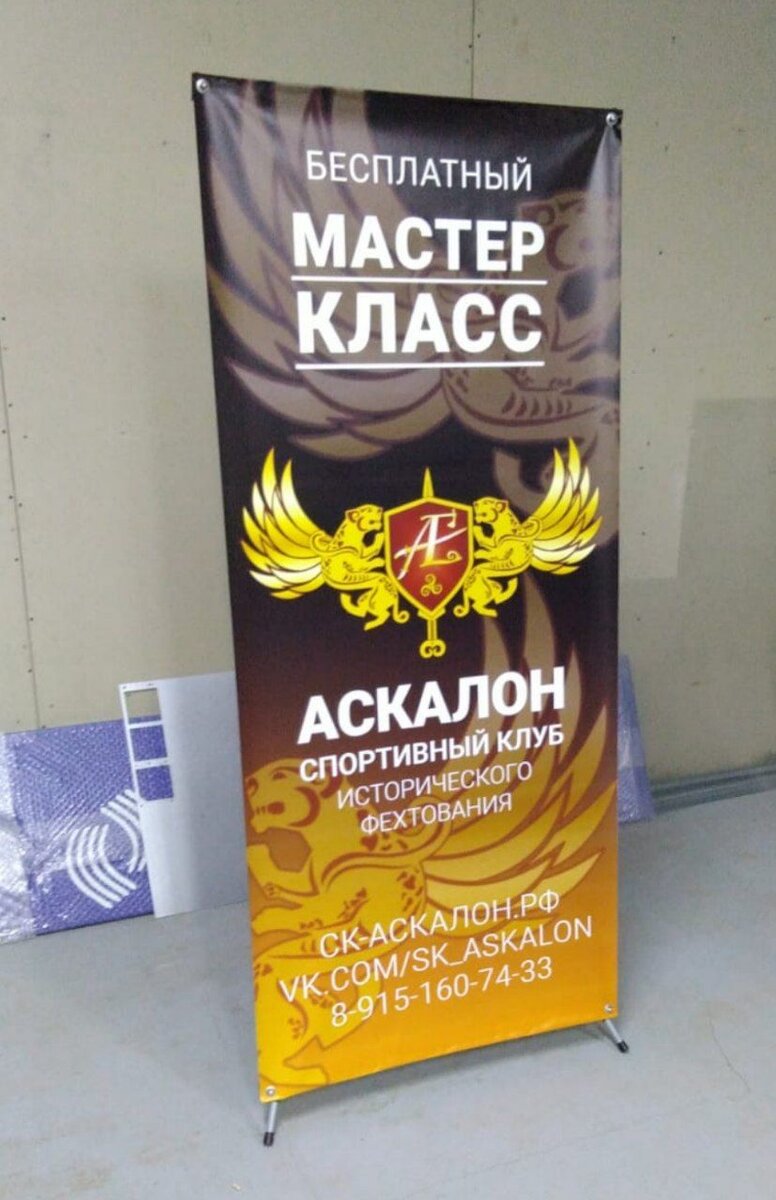 БЕСПЛАТНЫЙ
МАСТЕР
КЛАСС
АСКАЛОН
СПОРТИВНЫЙ КЛУБ
ИСТОРИЧЕСКОГО
ФЕХТОВАНИЯ
СК-АСКАЛОН.РФ
VK.COM/SK_ASKALON
8-915-160-74-33